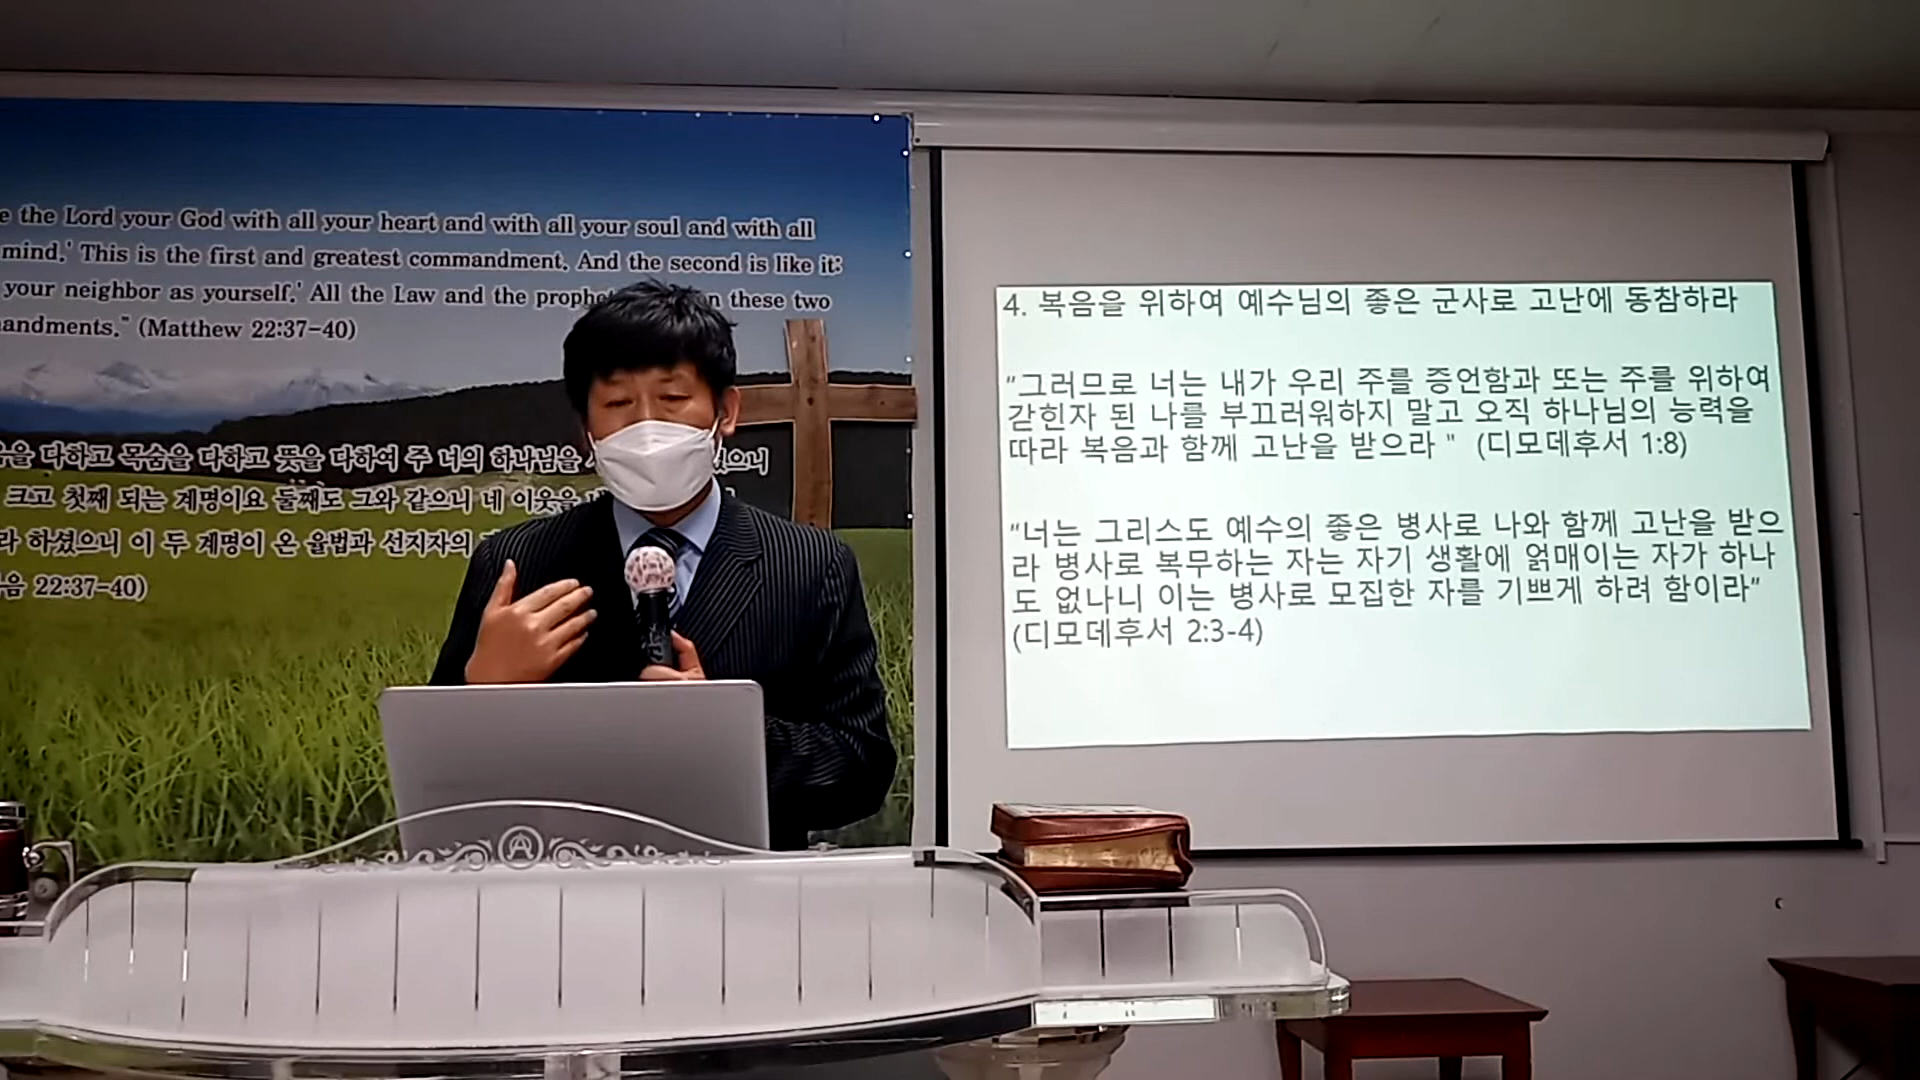 the Lord your God with all your heart and with all your soul and with all
mind.' This is the first and greatest commandment. And the second is like it:
your neighbor as yourself.' All the Law and the these two
(Matthew 22:37-40)
다하고 목숨을 다하고 뜻을 다하여 주 너의 하나님을
크고 첫째 되는 계명이요 둘째도 그와 같으니 네 이웃을
하셨으니 이 두 계명이 온 율법과 선지자의
22:37-40)
4. 복음을 위하여 예수님의 좋은 군사로 고난에 동참하라
"그러므로 너는 내가 우리 주를 증언함과 또는 주를 위하여
갇힌자 된 나를 부끄러워하지 말고 오직 하나님의 능력을
따라 복음과 함께 고난을 받으라 " (디모데후서 1:8)
"너는 그리스도 예수의 좋은 병사로 나와 함께 고난을 받으
라 병사로 복무하는 자는 자기 생활에 얽매이는 자가 하나
도 없나니 이는 병사로 모집한 자를 기쁘게 하려 함이라"
(디모데후서 2:3-4)